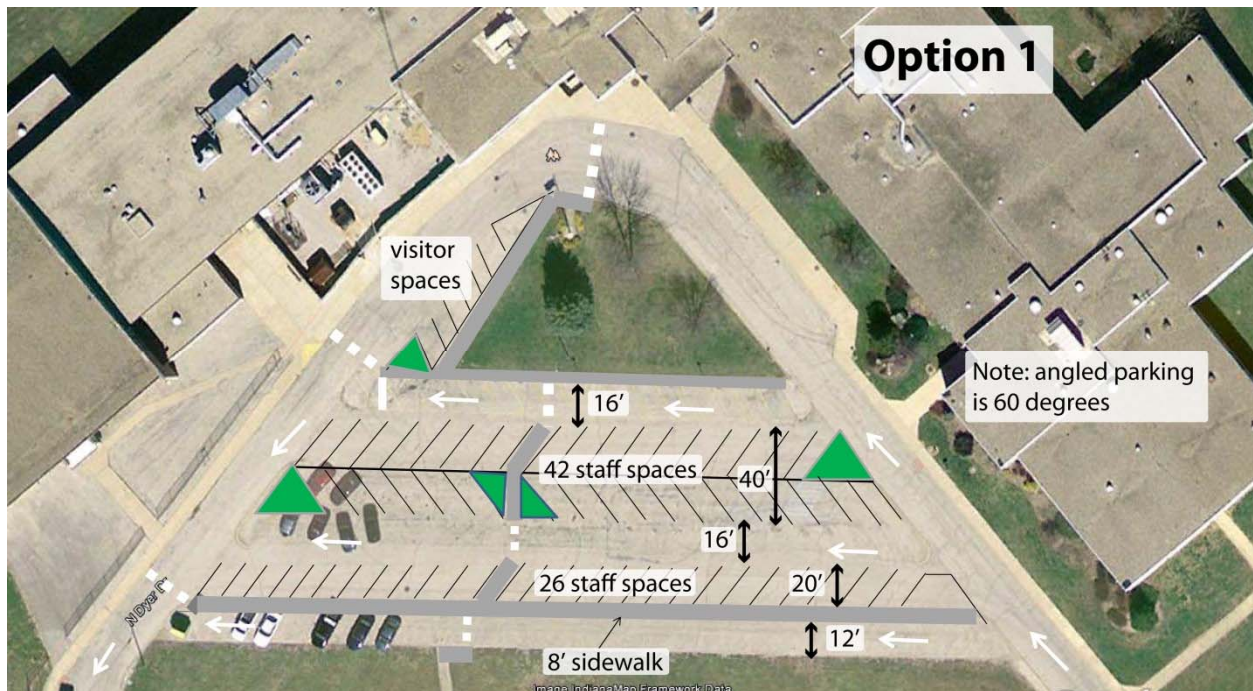 Option 1
visitor
spaces
Note: angled parking
is 60 degrees
16’
42 staff spaces
40’
16’
26 staff spaces
20’
N Dyer
12’
8’ sidewalk
Image IndianaMap Framework Data